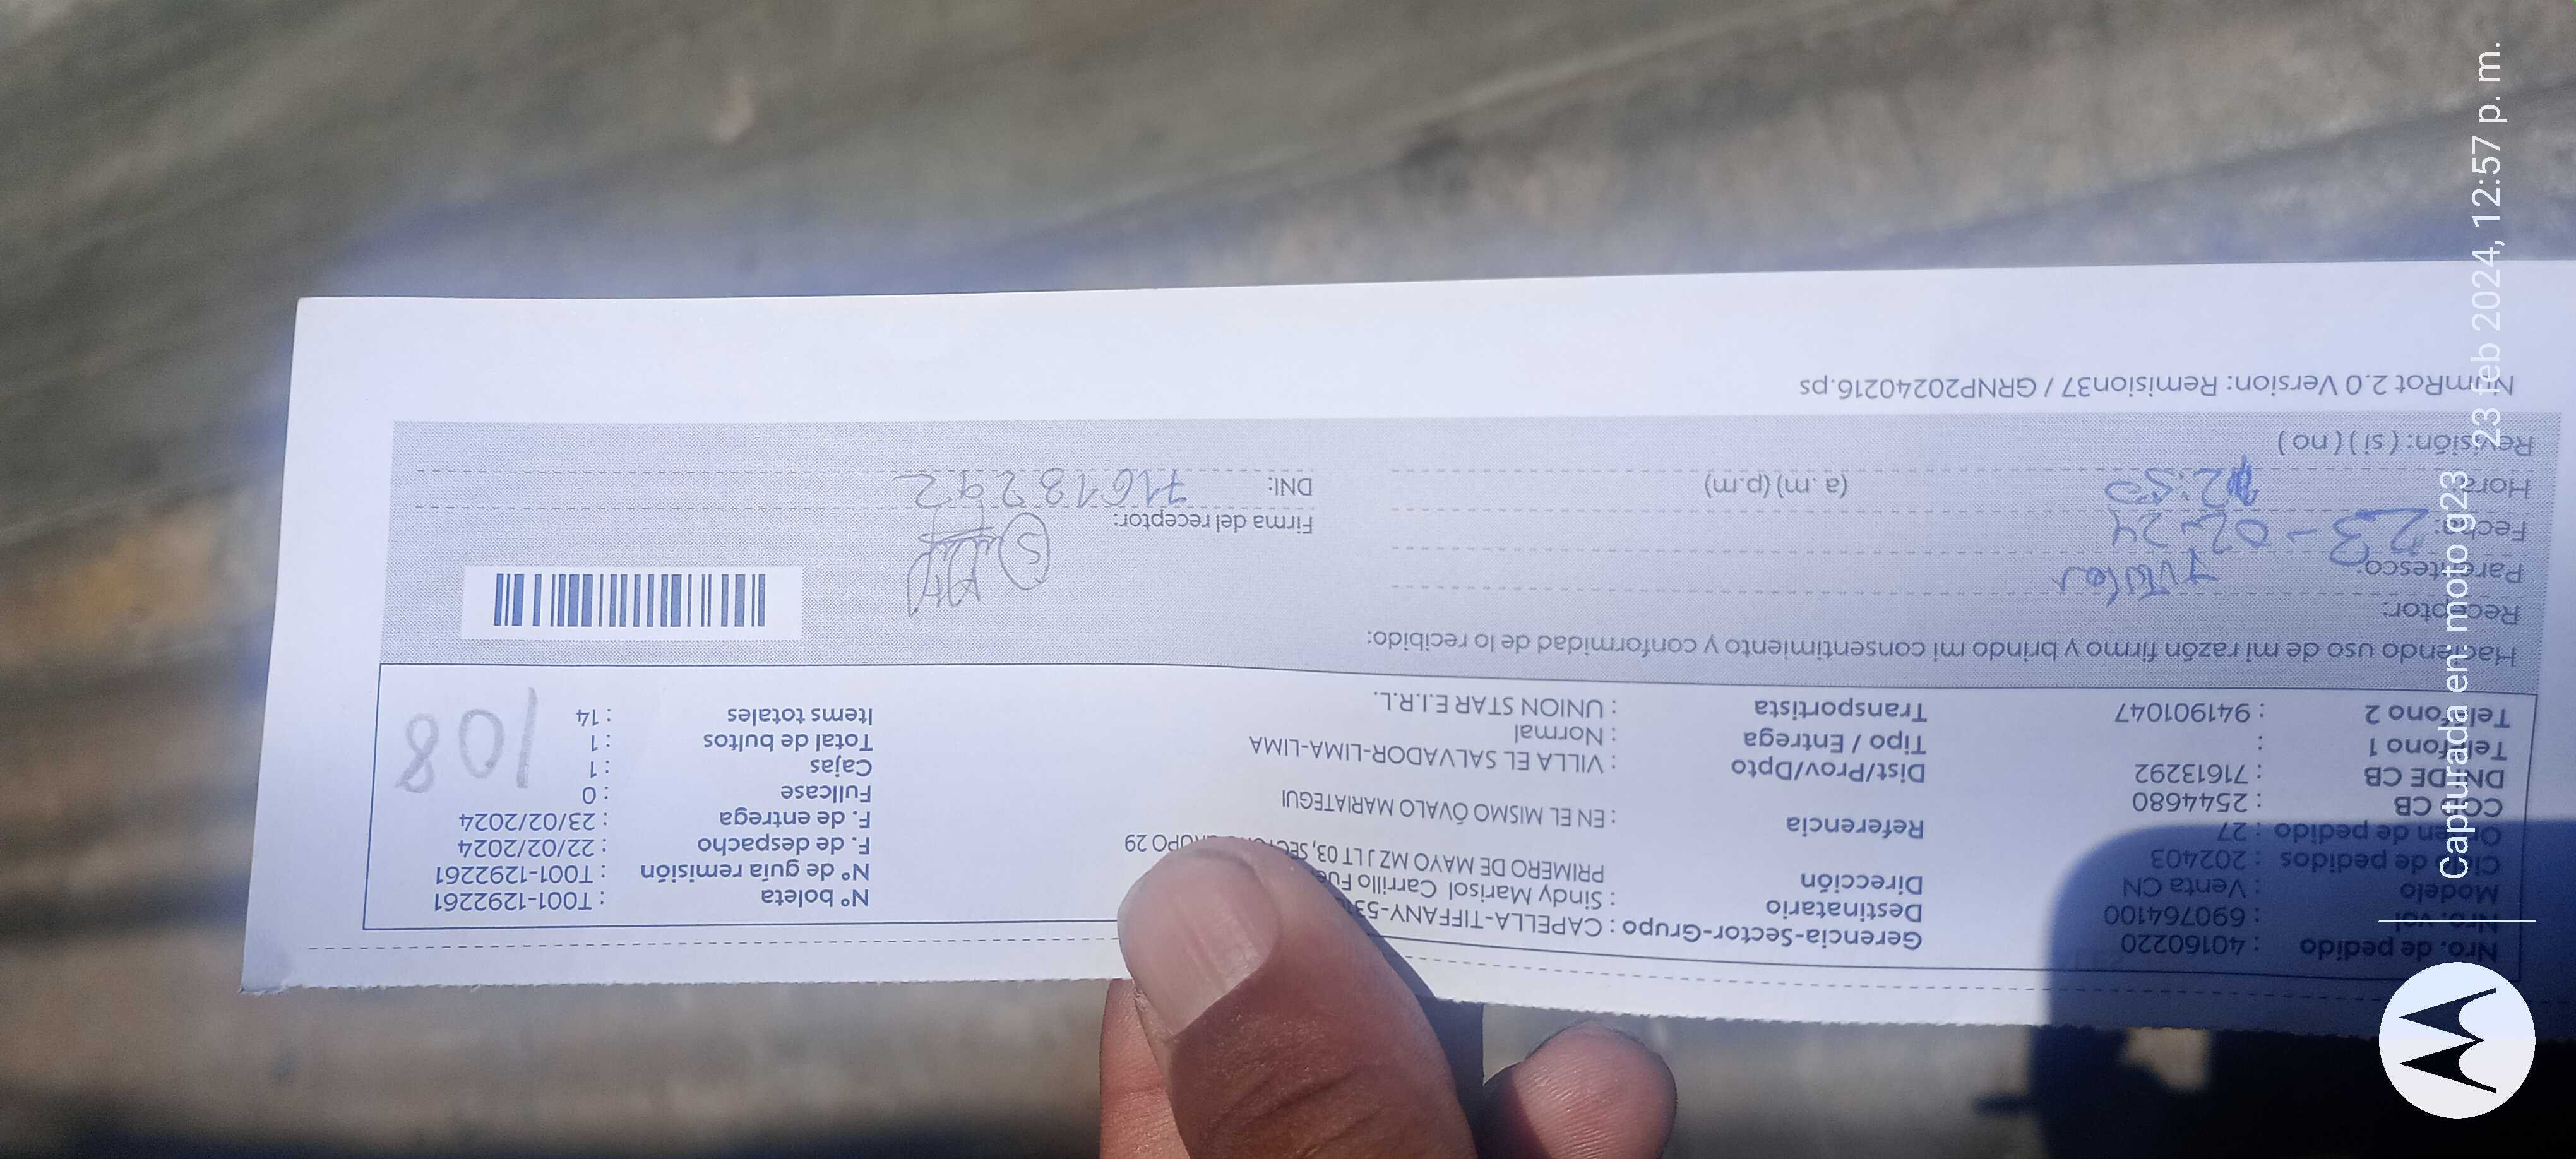 Nro. de pedido : 40160220
Nro. vol : 690764100
Modelo : Venta CN
de pedidos : 202403
Orden de pedido : 27
COD CB : 2544680
DNI DE CB : 71613292
Teléfono 1 :
Teléfono 2 : 941901047
Gerencia-Sector-Grupo : CAPELLA-TIFFANY-53
Destinatario : Sindy Marisol Carrillo
Dirección PRIMERO DE MAYO MZ J LT 03, 29
Referencia : EN EL MISMO ÓVALO MARIATEGUI
Dist/Prov/Dpto : VILLA EL SALVADOR-LIMA-LIMA
Tipo / Entrega : Normal
Transportista : UNION STAR E.I.R.L.
N° boleta : T001-1292261
N° de guía remisión : T001-1292261
F. de despacho : 22/02/2024
F. de entrega : 23/02/2024
Fullcase : 0
Cajas : 1
Total de bultos : 1
Items totales : 14
108
Haciendo uso de mi razón firmo y brindo mi consentimiento y conformidad de lo recibido:
Receptor:
Parentesco:
Fecha: 23-02-24
Hora: 12:50 (a.m) (p.m)
Revisión: ( si ) ( no )
Firma del receptor:
DNI: 71613292
NumRot 2.0 Version: Remision37 / GRNP20240216.ps
Capturada en: moto g23
23 feb 2024, 12:57 p. m.